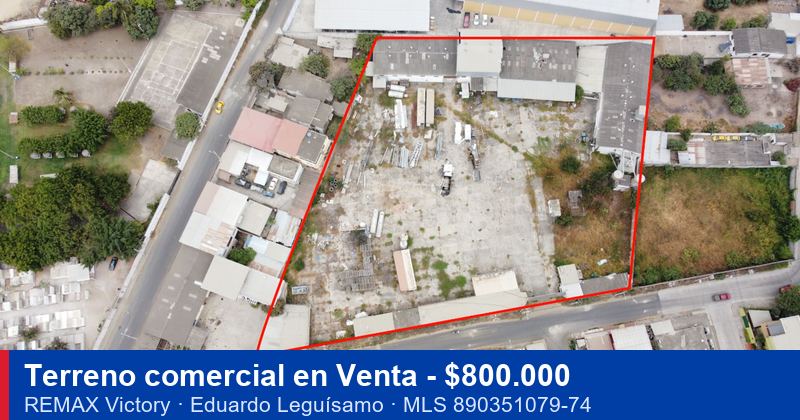 Terreno comercial en Venta - $800.000
REMAX Victory · Eduardo Leguísamo · MLS 890351079-74